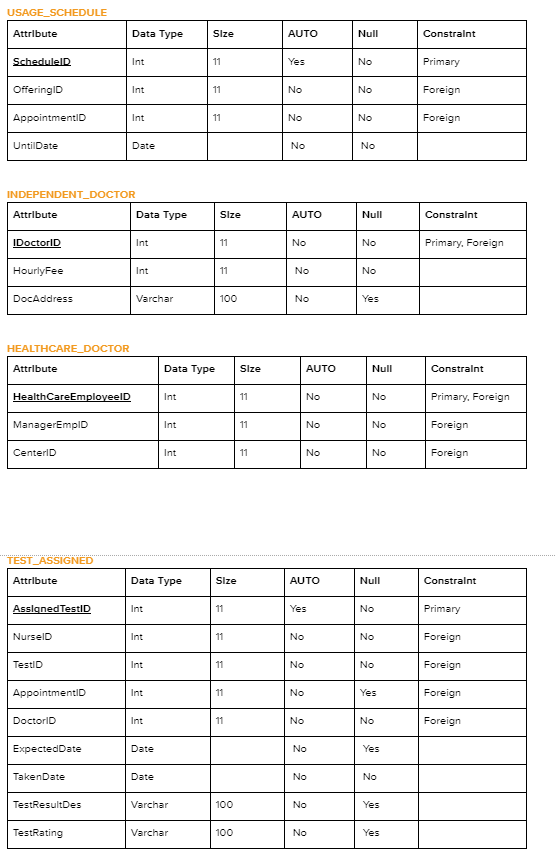 USAGE_SCHEDULE
Attribute Data Type Size AUTO Null Constraint
ScheduleID Int 11 Yes No Primary
OfferingID Int 11 No No Foreign
AppointmentID Int 11 No No Foreign
UntilDate Date No No
INDEPENDENT_DOCTOR
Attribute Data Type Size AUTO Null Constraint
IDoctorID Int 11 No No Primary, Foreign
HourlyFee Int 11 No No
DocAddress Varchar 100 No Yes
HEALTHCARE_DOCTOR
Attribute Data Type Size AUTO Null Constraint
HealthCareEmployeeID Int 11 No No Primary, Foreign
ManagerEmpID Int 11 No No Foreign
CenterID Int 11 No No Foreign
TEST_ASSIGNED
Attribute Data Type Size AUTO Null Constraint
AssignedTestID Int 11 Yes No Primary
NurseID Int 11 No No Foreign
TestID Int 11 No No Foreign
AppointmentID Int 11 No Yes Foreign
DoctorID Int 11 No No Foreign
ExpectedDate Date No Yes
TakenDate Date No No
TestResultDes Varchar 100 No Yes
TestRating Varchar 100 No Yes